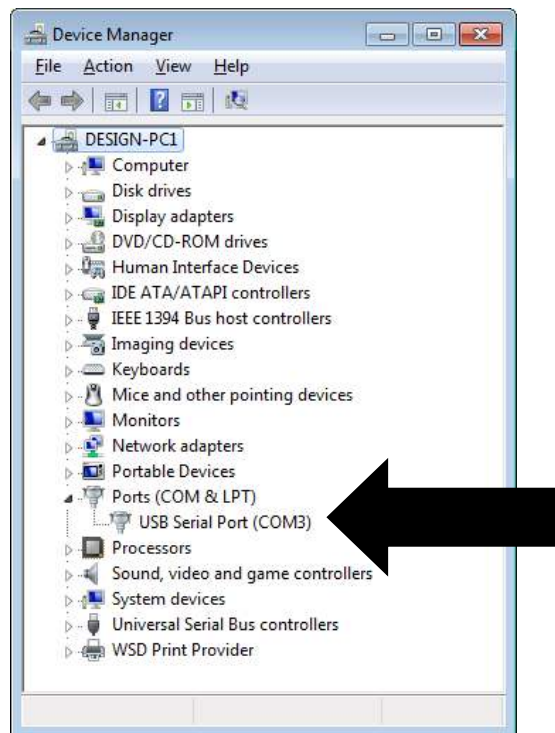 Device Manager
File Action View Help
DESIGN-PC1
Computer
Disk drives
Display adapters
DVD/CD-ROM drives
Human Interface Devices
IDE ATA/ATAPI controllers
IEEE 1394 Bus host controllers
Imaging devices
Keyboards
Mice and other pointing devices
Monitors
Network adapters
Portable Devices
Ports (COM & LPT)
USB Serial Port (COM3)
Processors
Sound, video and game controllers
System devices
Universal Serial Bus controllers
WSD Print Provider